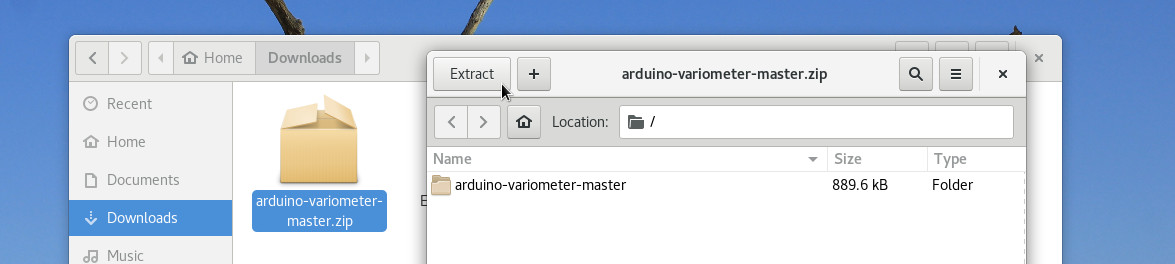 Home
Downloads
Recent
Home
Documents
Downloads
Music
arduino-variometer-
master.zip
E
Extract
arduino-variometer-master.zip
Location:
/
Name
Size
Type
arduino-variometer-master
889.6 kB
Folder